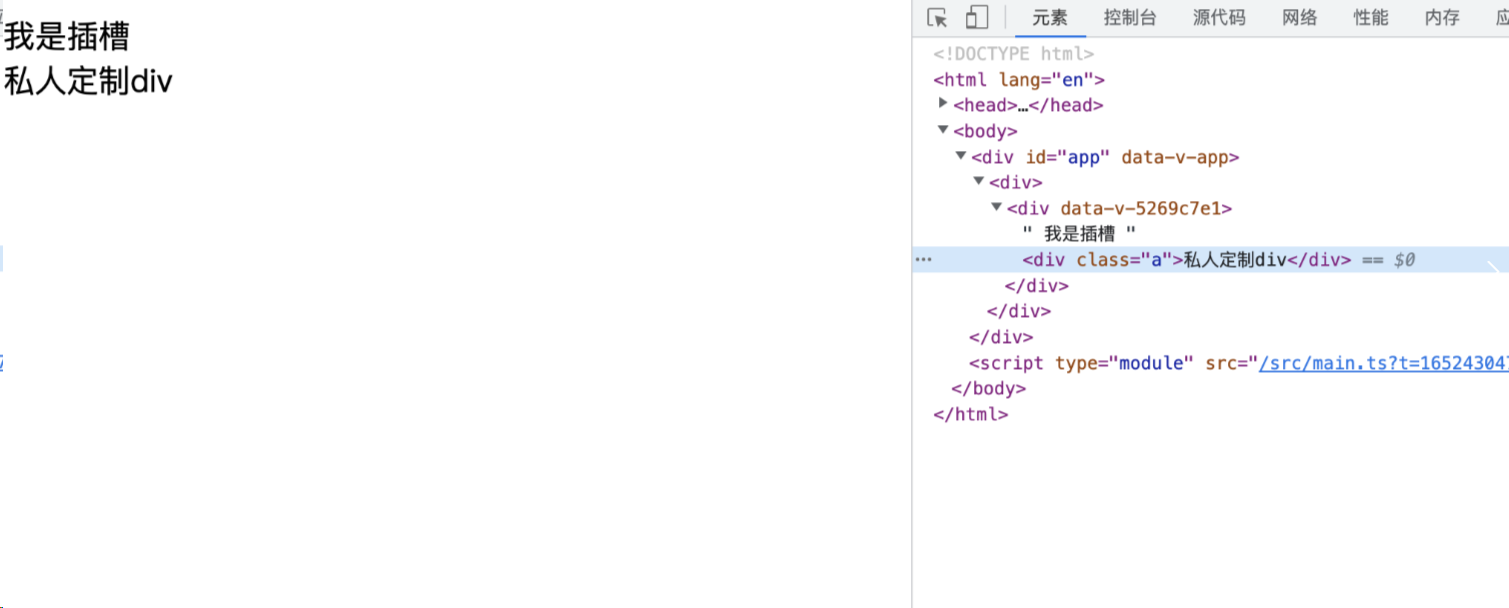 我是插槽
私人定制div
元素 控制台 源代码 网络 性能 内存
<!DOCTYPE html>
<html lang="en">
<head>…</head>
<body>
<div id="app" data-v-app>
<div>
<div data-v-5269c7e1>
" 我是插槽 "
<div class="a">私人定制div</div> == $0
</div>
</div>
</div>
<script type="module" src="/src/main.ts?t=165243047
</body>
</html>